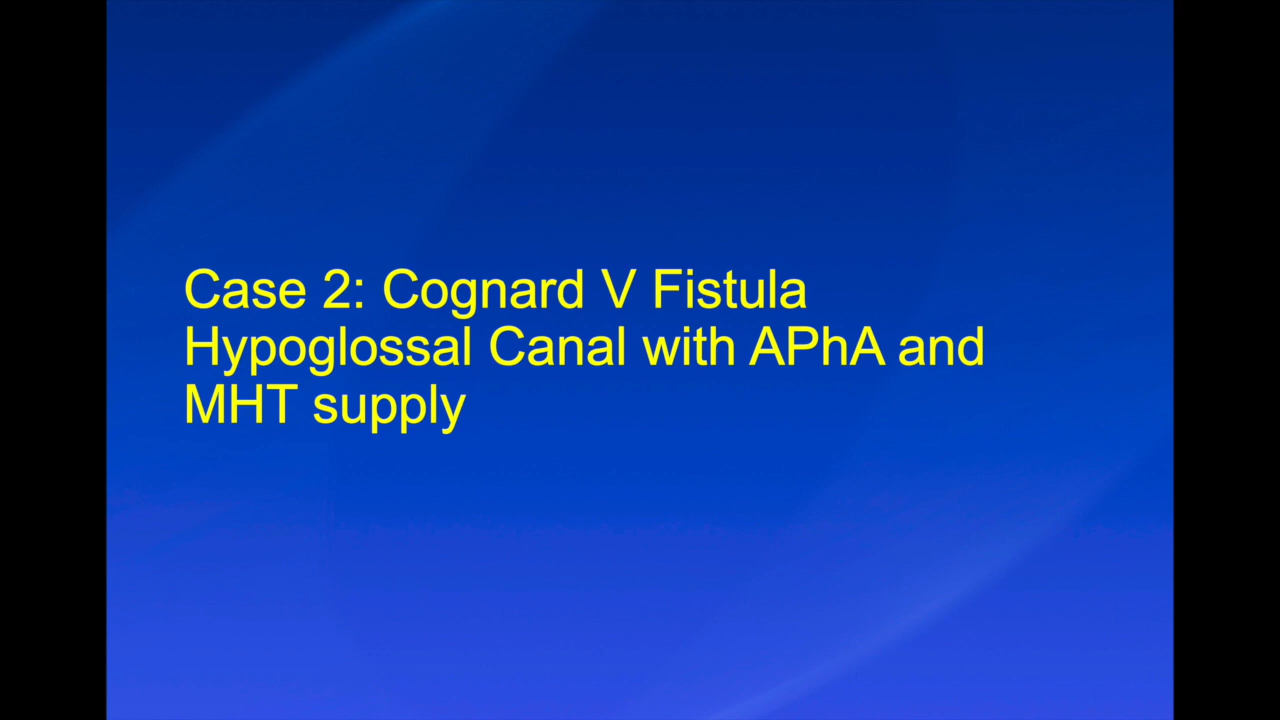 Case 2: Cognard V Fistula
Hypoglossal Canal with APhA and
MHT supply